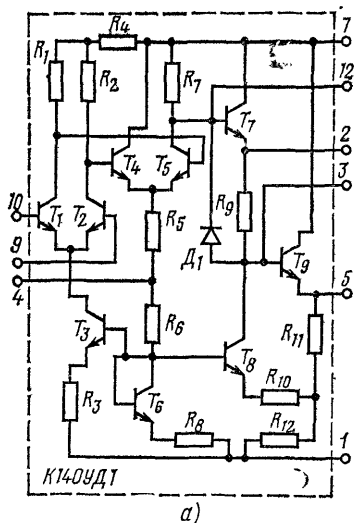 R4
7
R1
R2
R7
12
T7
2
T4
T5
3
10
T1
T2
R5
R9
9
Д1
T9
5
4
R11
T3
R6
T8
R3
T6
R10
R8
R12
1
К140УД1
а)